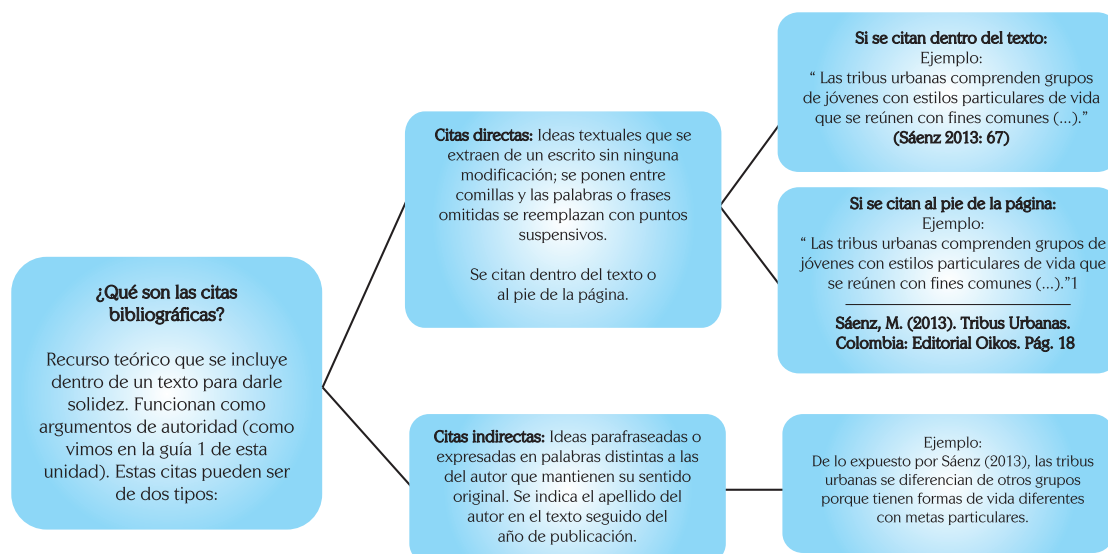 ¿Qué son las citas
bibliográficas?
Recurso teórico que se incluye
dentro de un texto para darle
solidez. Funcionan como
argumentos de autoridad (como
vimos en la guía 1 de esta
unidad). Estas citas pueden ser
de dos tipos:
Citas directas: Ideas textuales que se
extraen de un escrito sin ninguna
modificación; se ponen entre
comillas y las palabras o frases
omitidas se reemplazan con puntos
suspensivos.
Se citan dentro del texto o
al pie de la página.
Si se citan dentro del texto:
Ejemplo:
“ Las tribus urbanas comprenden grupos
de jóvenes con estilos particulares de vida
que se reúnen con fines comunes (...).”
(Sáenz 2013: 67)
Si se citan al pie de la página:
Ejemplo:
“ Las tribus urbanas comprenden grupos de
jóvenes con estilos particulares de vida que
se reúnen con fines comunes (...).”1
Sáenz, M. (2013). Tribus Urbanas.
Colombia: Editorial Oikos. Pág. 18
Citas indirectas: Ideas parafraseadas o
expresadas en palabras distintas a las
del autor que mantienen su sentido
original. Se indica el apellido del
autor en el texto seguido del
año de publicación.
Ejemplo:
De lo expuesto por Sáenz (2013), las tribus
urbanas se diferencian de otros grupos
porque tienen formas de vida diferentes
con metas particulares.